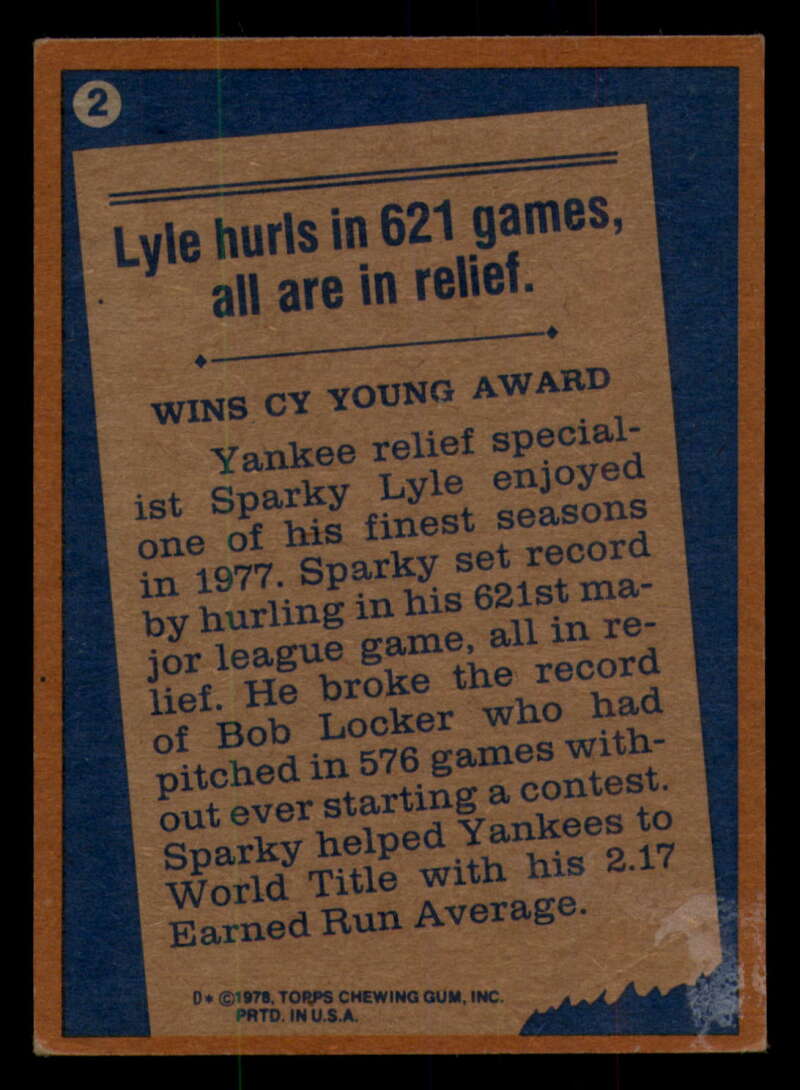 2
Lyle hurls in 621 games,
all are in relief.
WINS CY YOUNG AWARD
Yankee relief special-
ist Sparky Lyle enjoyed
one of his finest seasons
in 1977. Sparky set record
by hurling in his 621st ma-
jor league game, all in re-
lief. He broke the record
of Bob Locker who had
pitched in 576 games with-
out ever starting a contest.
Sparky helped Yankees to
World Title with his 2.17
Earned Run Average.
D* ©1978, TOPPS CHEWING GUM, INC.
PRTD. IN U.S.A.